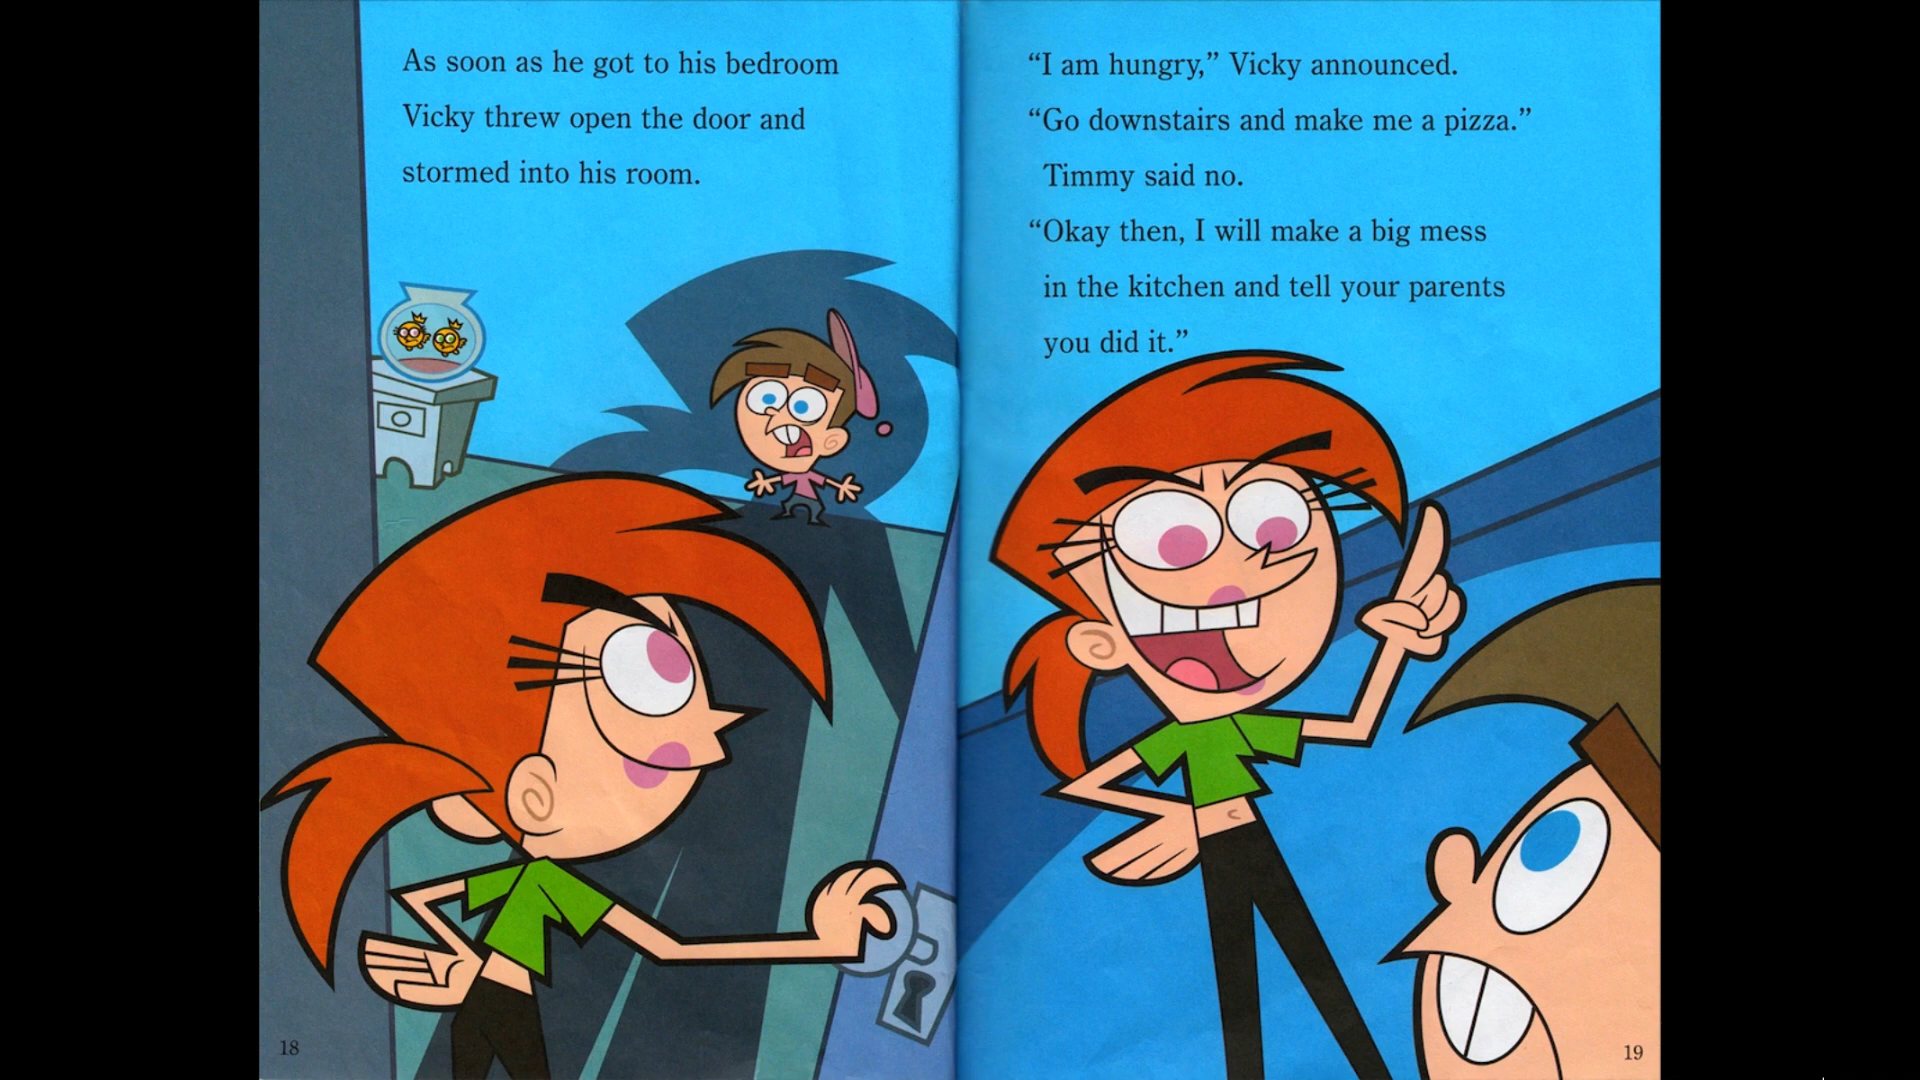 As soon as he got to his bedroom
Vicky threw open the door and
stormed into his room.
18
“I am hungry,” Vicky announced.
“Go downstairs and make me a pizza.”
Timmy said no.
“Okay then, I will make a big mess
in the kitchen and tell your parents
you did it.”
19